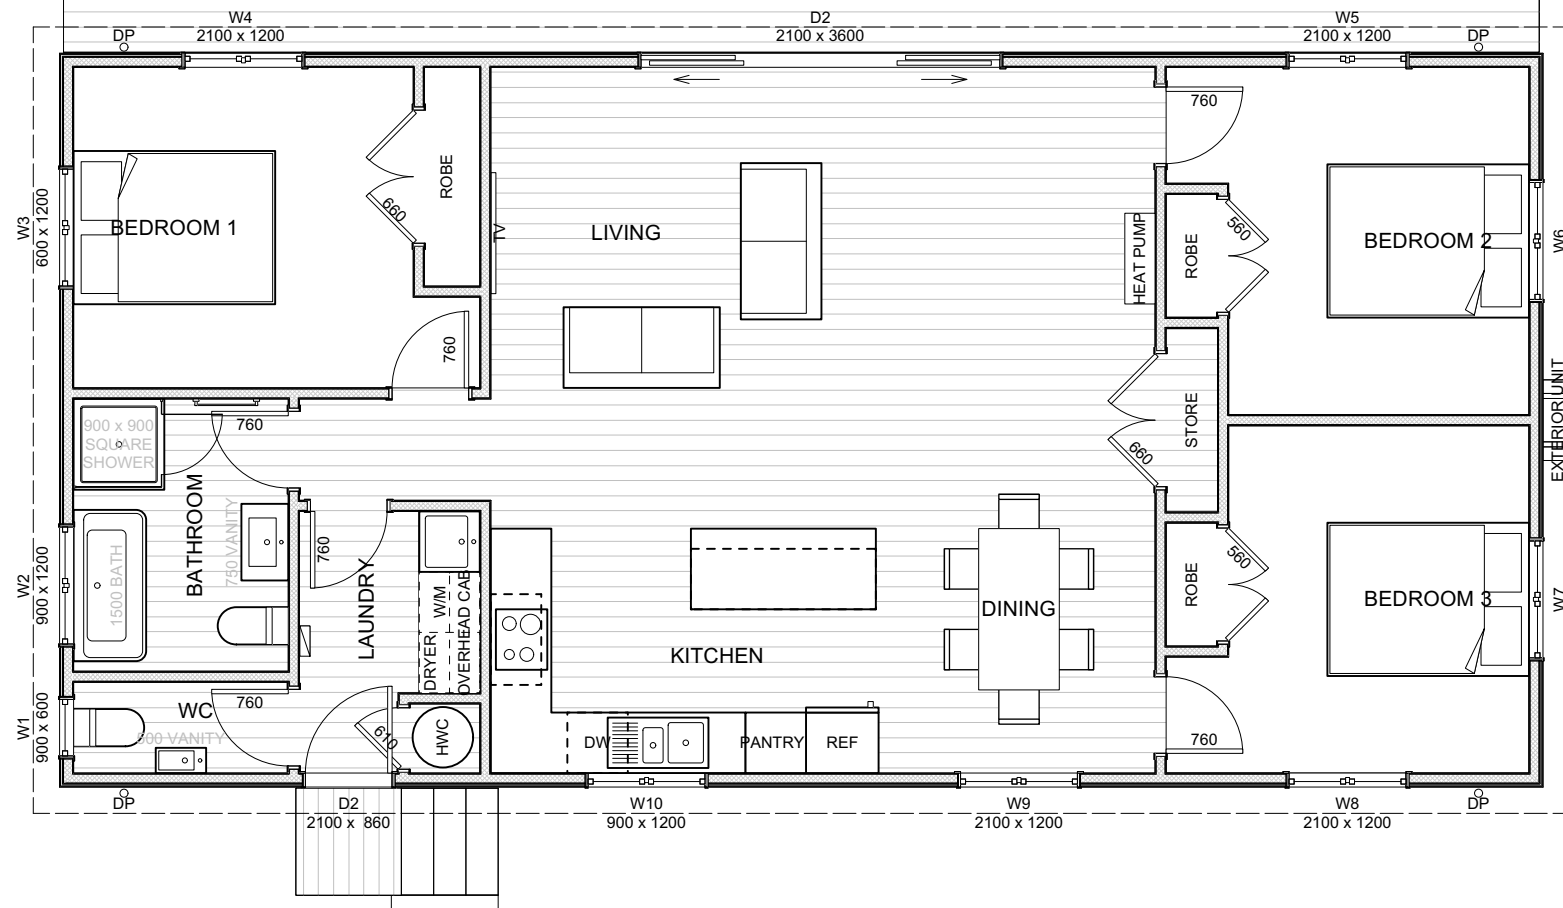 W4
2100 x 1200
D2
2100 x 3600
W5
2100 x 1200
DP
DP
760
ROBE
W3
600 x 1200
660
BEDROOM 1
TV
LIVING
HEAT PUMP
ROBE
560
BEDROOM 2
W6
760
EXTERIOR UNIT
900 x 900
SQUARE
SHOWER
760
STORE
660
BATHROOM
750 VANITY
1500 BATH
W2
900 x 1200
760
LAUNDRY
W/M
DRYER
OVERHEAD CAB
DINING
KITCHEN
ROBE
560
BEDROOM 3
W7
W1
900 x 600
WC
760
500 VANITY
610
HWC
DW
PANTRY
REF
760
DP
D2
2100 x 860
W10
900 x 1200
W9
2100 x 1200
W8
2100 x 1200
DP